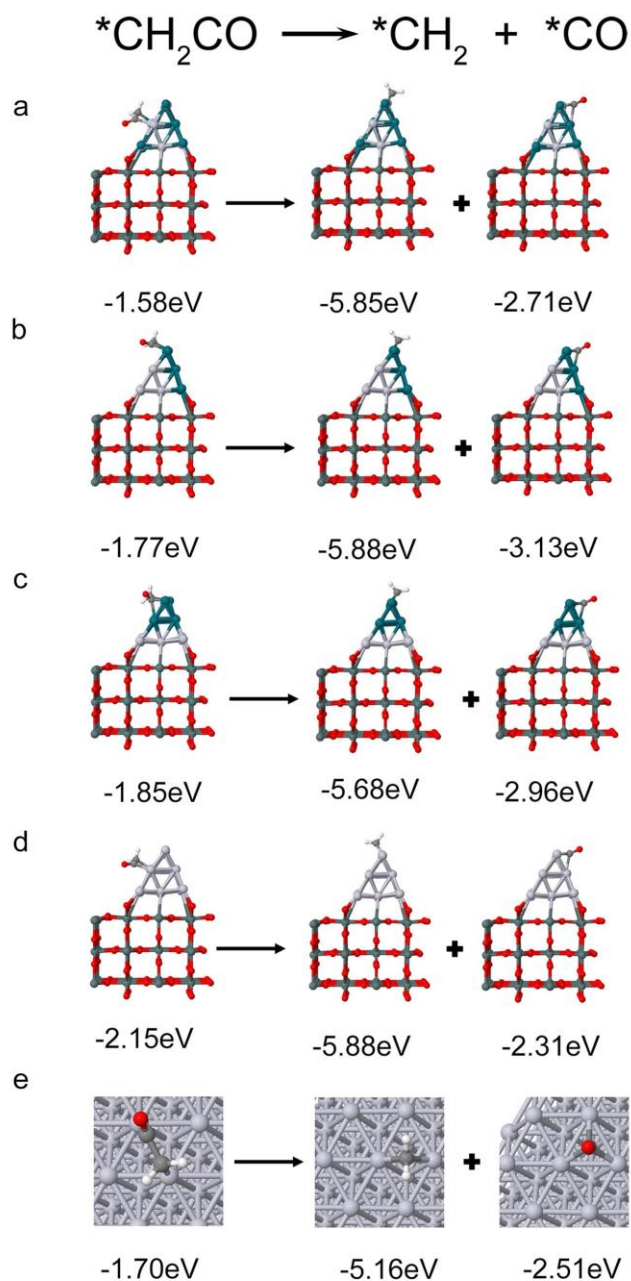 *CH₂CO → *CH₂ + *CO
a
+
-1.58eV -5.85eV -2.71eV
b
+
-1.77eV -5.88eV -3.13eV
c
+
-1.85eV -5.68eV -2.96eV
d
+
-2.15eV -5.88eV -2.31eV
e
+
-1.70eV -5.16eV -2.51eV